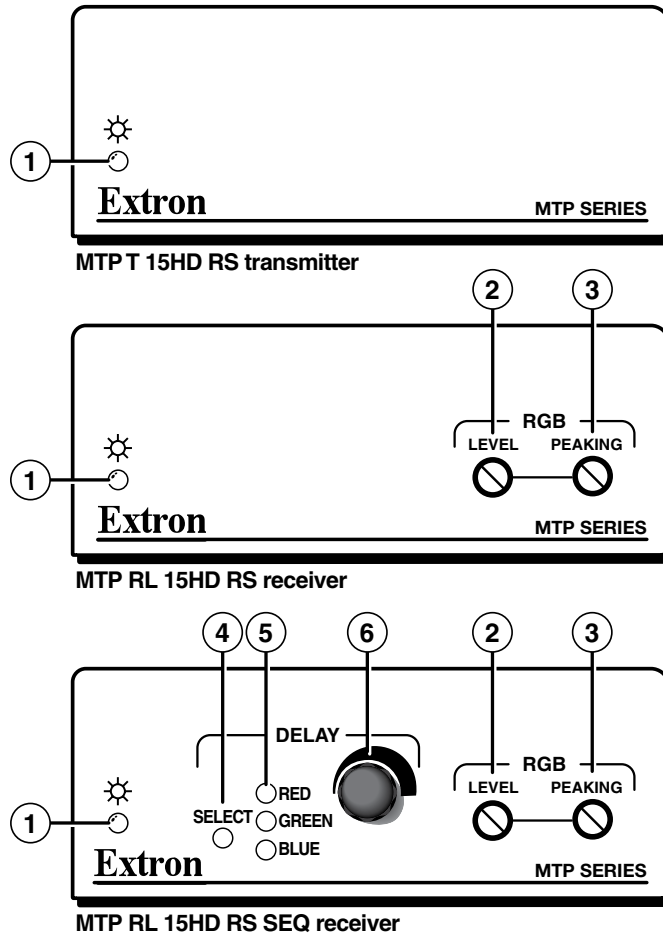 1
Extron
MTP SERIES
MTP T 15HD RS transmitter
2 3
RGB
LEVEL PEAKING
1
Extron
MTP SERIES
MTP RL 15HD RS receiver
4 5 6 2 3
DELAY
RGB
LEVEL PEAKING
RED
SELECT GREEN
BLUE
1
Extron
MTP SERIES
MTP RL 15HD RS SEQ receiver